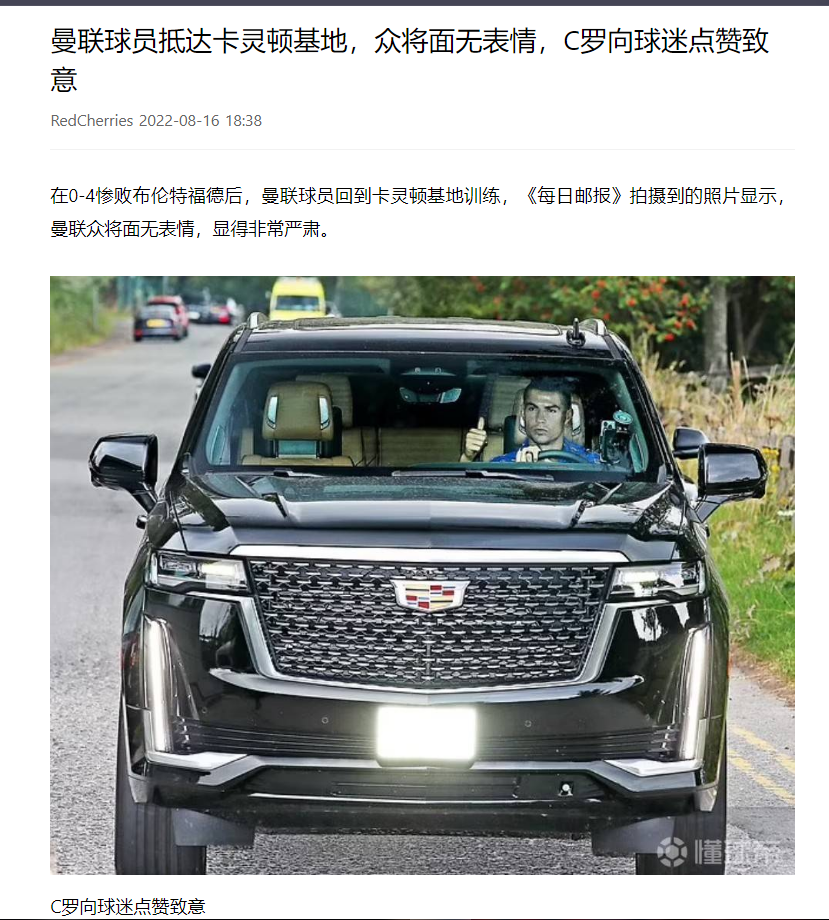 曼联球员抵达卡灵顿基地，众将面无表情，C罗向球迷点赞致
意
RedCherries 2022-08-16 18:38
在0-4惨败布伦特福德后，曼联球员回到卡灵顿基地训练，《每日邮报》拍摄到的照片显示，
曼联众将面无表情，显得非常严肃。
懂球帝
C罗向球迷点赞致意